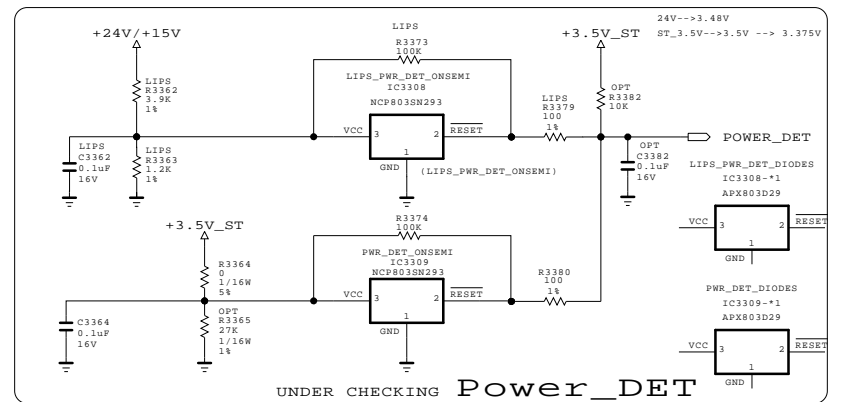 +24V/+15V
LIPS
R3362
3.9K
1%
LIPS
C3362
0.1uF
16V
LIPS
R3363
1.2K
1%
LIPS
R3373
100K
LIPS_PWR_DET_ONSEMI
IC3308
NCP803SN293
VCC 3 2 RESET
1
GND
(LIPS_PWR_DET_ONSEMI)
LIPS
R3379
100
1%
+3.5V_ST
24V-->3.48V
ST_3.5V-->3.5V --> 3.375V
OPT
R3382
10K
POWER_DET
OPT
C3382
0.1uF
16V
LIPS_PWR_DET_DIODES
IC3308-*1
APX803D29
VCC 3 2 RESET
1
GND
+3.5V_ST
R3364
0
1/16W
5%
C3364
0.1uF
16V
OPT
R3365
27K
1/16W
1%
R3374
100K
PWR_DET_ONSEMI
IC3309
NCP803SN293
VCC 3 2 RESET
1
GND
R3380
100
1%
PWR_DET_DIODES
IC3309-*1
APX803D29
VCC 3 2 RESET
1
GND
UNDER CHECKING Power_DET